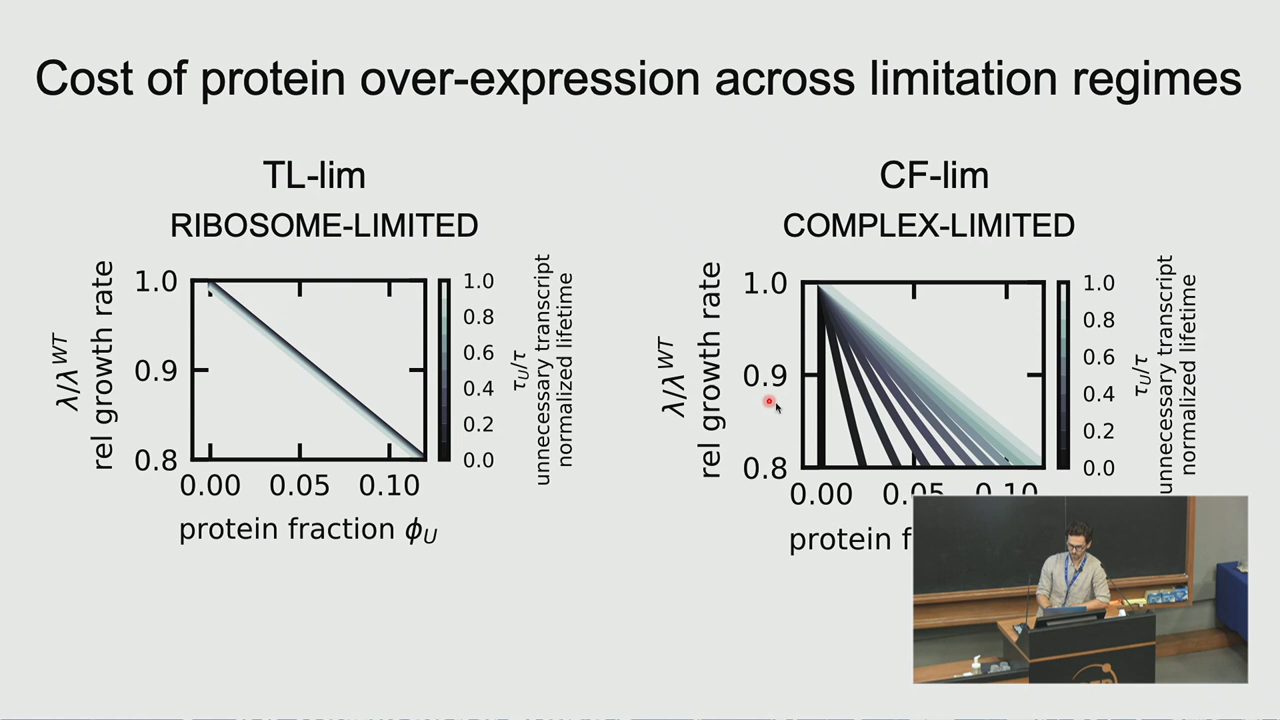 Cost of protein over-expression across limitation regimes
TL-lim
RIBOSOME-LIMITED
λ/λ^WT
rel growth rate
1.0
0.9
0.8
0.00 0.05 0.10
protein fraction ϕ_U
1.0
0.8
0.6
0.4
0.2
0.0
τ_U/τ
unnecessary transcript
normalized lifetime
CF-lim
COMPLEX-LIMITED
λ/λ^WT
rel growth rate
1.0
0.9
0.8
0.00 0.05 0.10
protein f
1.0
0.8
0.6
0.4
0.2
0.0
τ_U/τ
unnecessary transcript
normalized lifetime